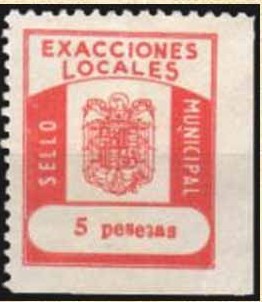 EXACCIONES
LOCALES
SELLO
MUNICIPAL
5 pesetas